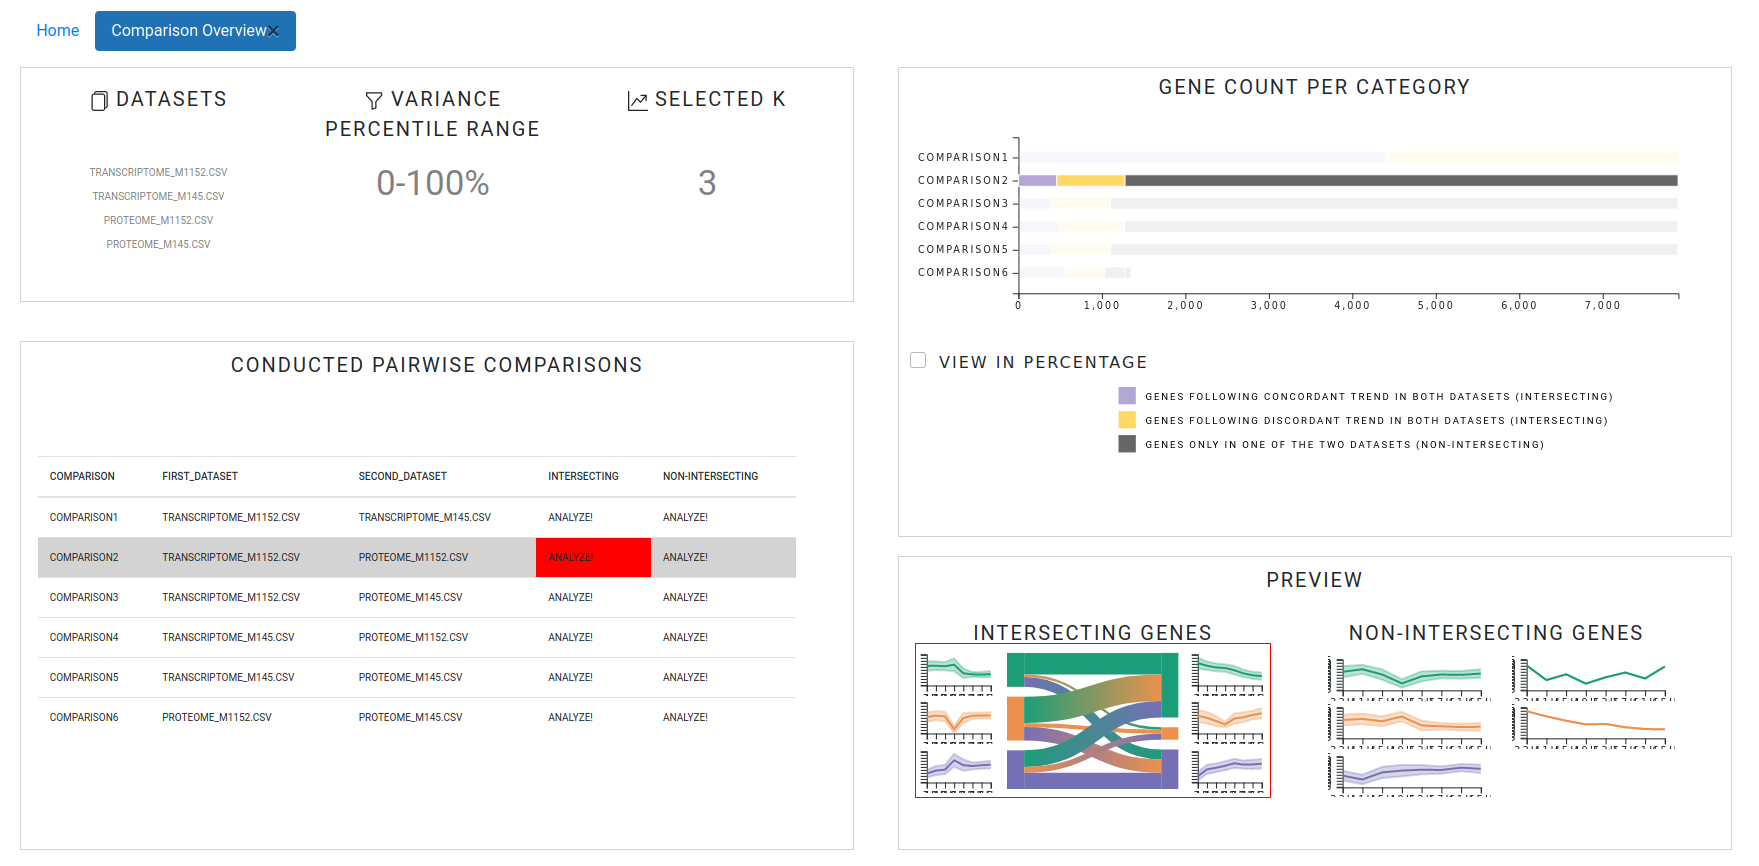 Home
Comparison Overview×
DATASETS
TRANSCRIPTOME_M1152.CSV
TRANSCRIPTOME_M145.CSV
PROTEOME_M1152.CSV
PROTEOME_M145.CSV
VARIANCE
PERCENTILE RANGE
0-100%
SELECTED K
3
CONDUCTED PAIRWISE COMPARISONS
COMPARISON FIRST_DATASET SECOND_DATASET INTERSECTING NON-INTERSECTING
COMPARISON1 TRANSCRIPTOME_M1152.CSV TRANSCRIPTOME_M145.CSV ANALYZE! ANALYZE!
COMPARISON2 TRANSCRIPTOME_M1152.CSV PROTEOME_M1152.CSV ANALYZE! ANALYZE!
COMPARISON3 TRANSCRIPTOME_M1152.CSV PROTEOME_M145.CSV ANALYZE! ANALYZE!
COMPARISON4 TRANSCRIPTOME_M145.CSV PROTEOME_M1152.CSV ANALYZE! ANALYZE!
COMPARISON5 TRANSCRIPTOME_M145.CSV PROTEOME_M145.CSV ANALYZE! ANALYZE!
COMPARISON6 PROTEOME_M1152.CSV PROTEOME_M145.CSV ANALYZE! ANALYZE!
GENE COUNT PER CATEGORY
COMPARISON1
COMPARISON2
COMPARISON3
COMPARISON4
COMPARISON5
COMPARISON6
0 1,000 2,000 3,000 4,000 5,000 6,000 7,000
VIEW IN PERCENTAGE
GENES FOLLOWING CONCORDANT TREND IN BOTH DATASETS (INTERSECTING)
GENES FOLLOWING DISCORDANT TREND IN BOTH DATASETS (INTERSECTING)
GENES ONLY IN ONE OF THE TWO DATASETS (NON-INTERSECTING)
PREVIEW
INTERSECTING GENES
NON-INTERSECTING GENES